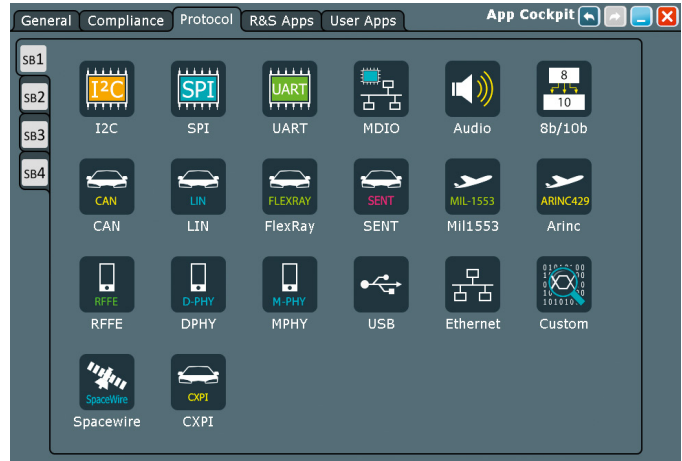 General Compliance Protocol R&S Apps User Apps App Cockpit
SB1
SB2
SB3
SB4
I²C SPI UART 8
10
I2C SPI UART MDIO Audio 8b/10b
CAN LIN FLEXRAY SENT MIL-1553 ARINC429
CAN LIN FlexRay SENT Mil1553 Arinc
RFFE D-PHY M-PHY
RFFE DPHY MPHY USB Ethernet Custom
SpaceWire CXPI
Spacewire CXPI